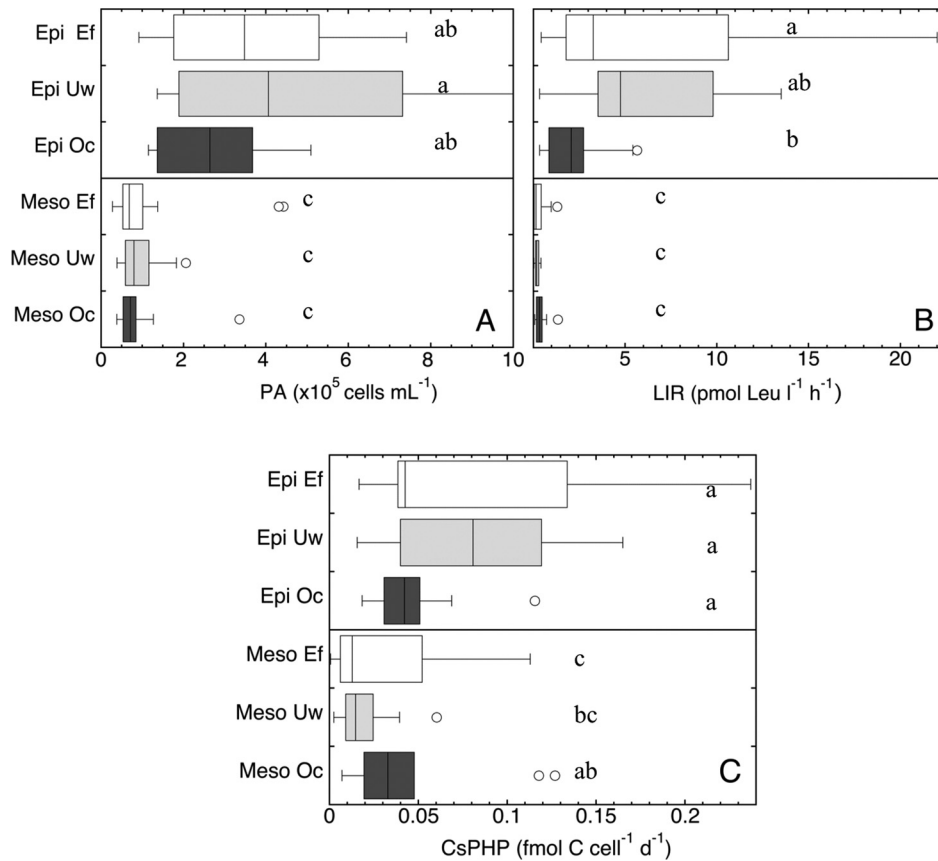 Epi Ef
ab
Epi Uw
a
Epi Oc
ab
Meso Ef
c
Meso Uw
c
Meso Oc
c
A
0 2 4 6 8 10
PA (x10⁵ cells mL⁻¹)
a
ab
b
c
c
c
B
0 5 10 15 20
LIR (pmol Leu l⁻¹ h⁻¹)
Epi Ef
a
Epi Uw
a
Epi Oc
a
Meso Ef
c
Meso Uw
bc
Meso Oc
ab
C
0 0.05 0.1 0.15 0.2
CsPHP (fmol C cell⁻¹ d⁻¹)